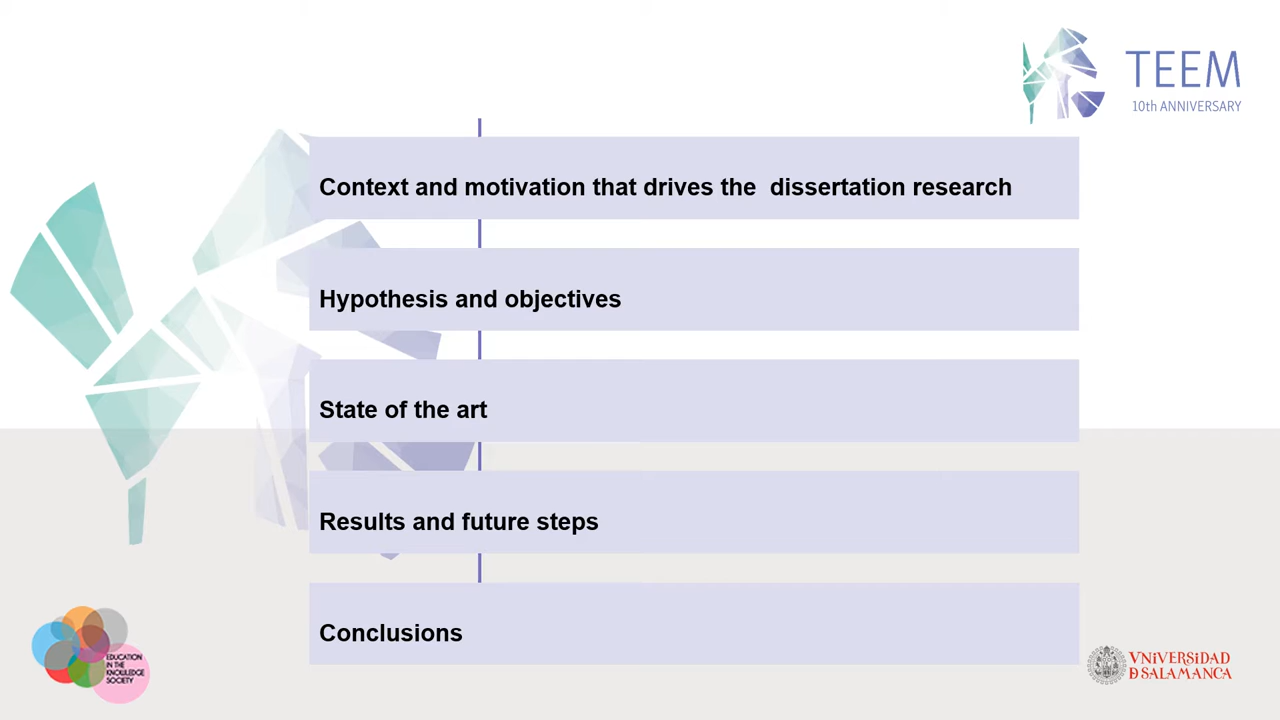 TEEM
10th ANNIVERSARY
Context and motivation that drives the  dissertation research
Hypothesis and objectives
State of the art
Results and future steps
Conclusions
EDUCATION
IN THE
KNOWLEDGE
SOCIETY
VNiVERSiDAD
D SALAMANCA